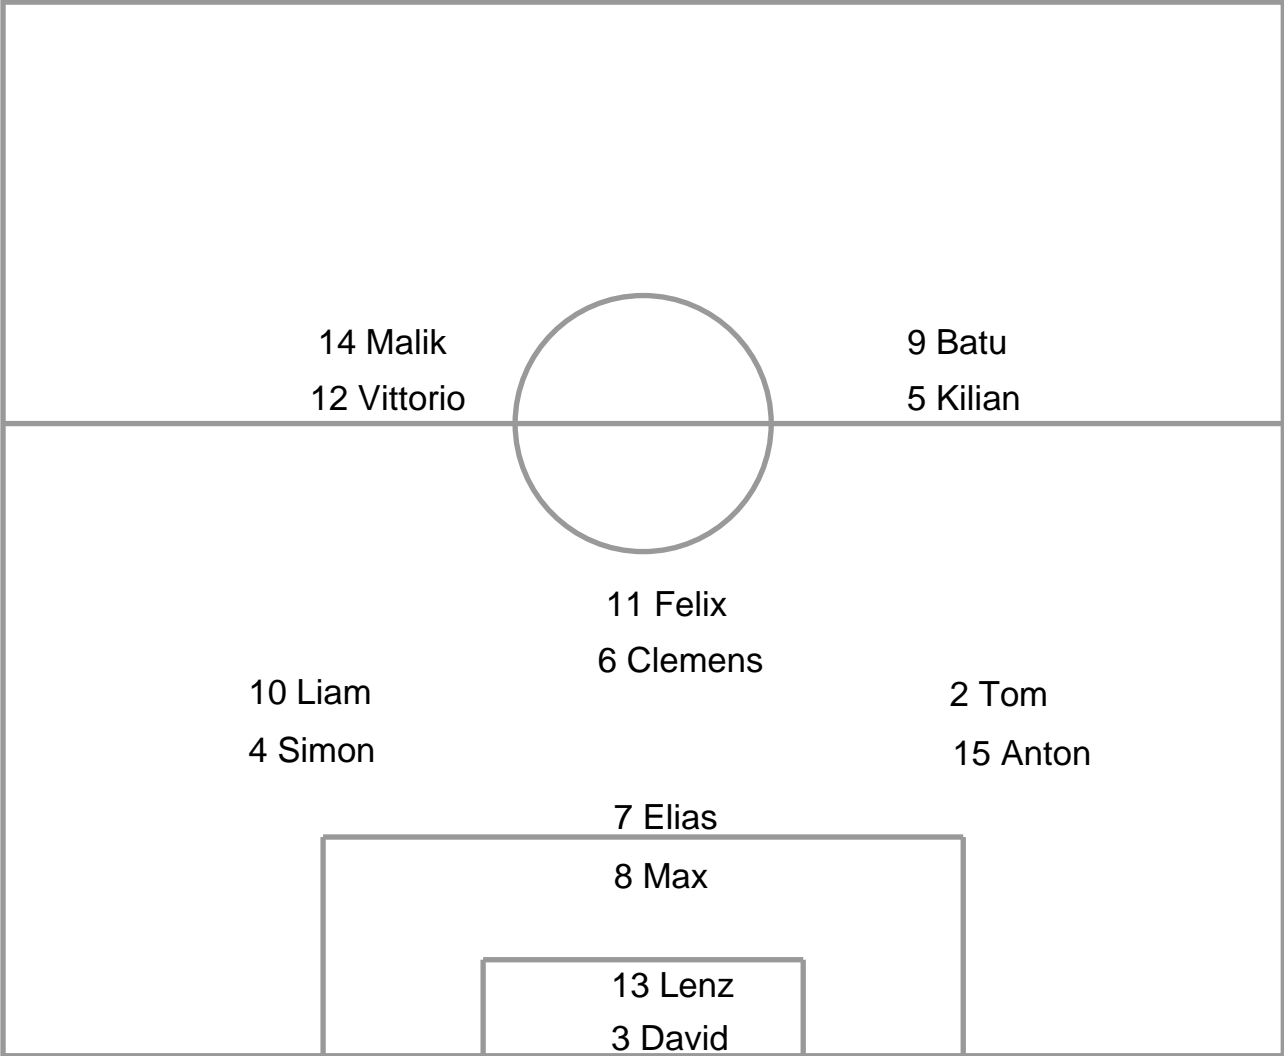 14 Malik
9 Batu
12 Vittorio
5 Kilian
11 Felix
6 Clemens
10 Liam
2 Tom
4 Simon
15 Anton
7 Elias
8 Max
13 Lenz
3 David